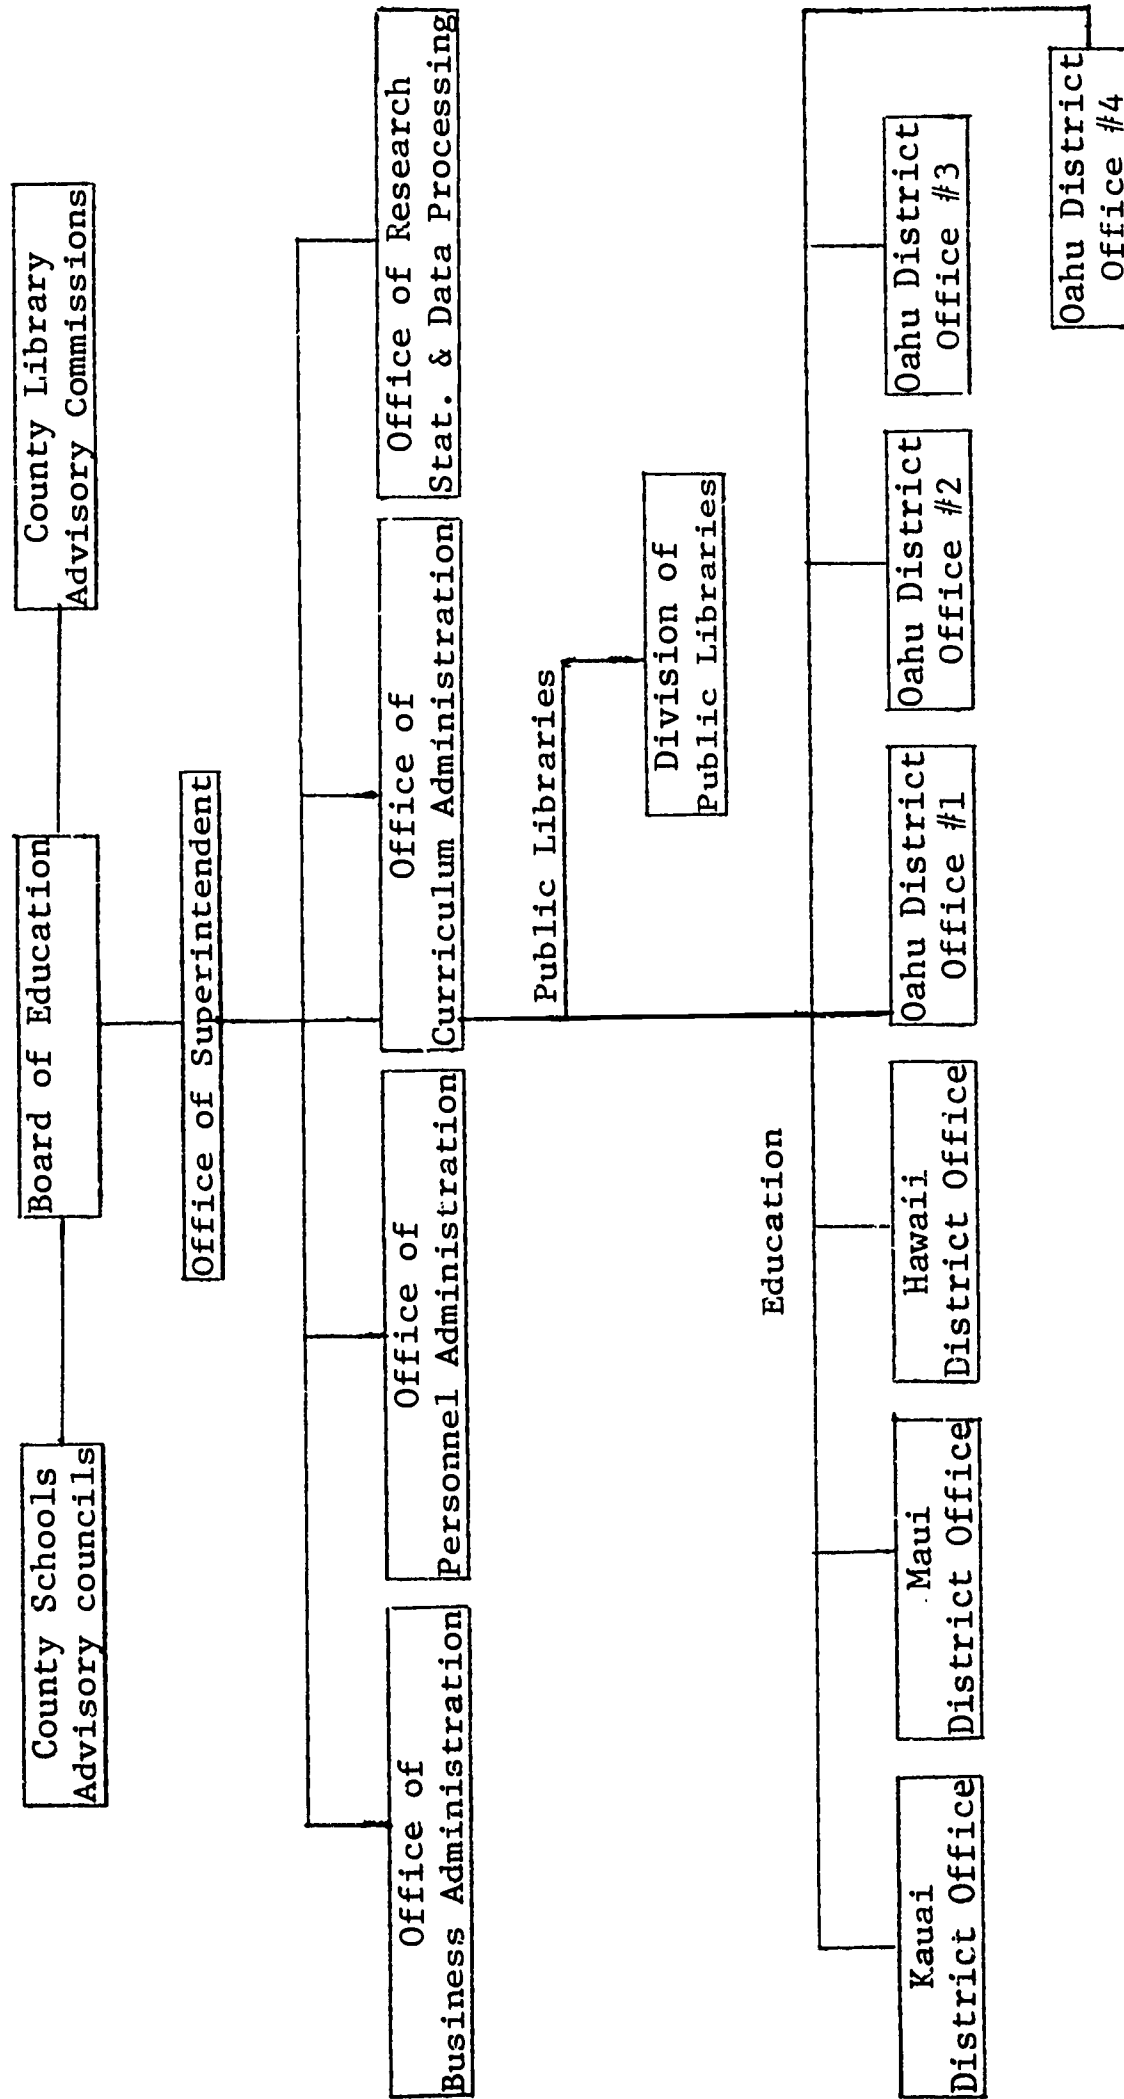 County Schools
Advisory councils
Board of Education
County Library
Advisory Commissions
Office of Superintendent
Office of
Business Administration
Office of
Personnel Administration
Office of
Curriculum Administration
Office of Research
Stat. & Data Processing
Public Libraries
Division of
Public Libraries
Education
Kauai
District Office
Maui
District Office
Hawaii
District Office
Oahu District
Office #1
Oahu District
Office #2
Oahu District
Office #3
Oahu District
Office #4